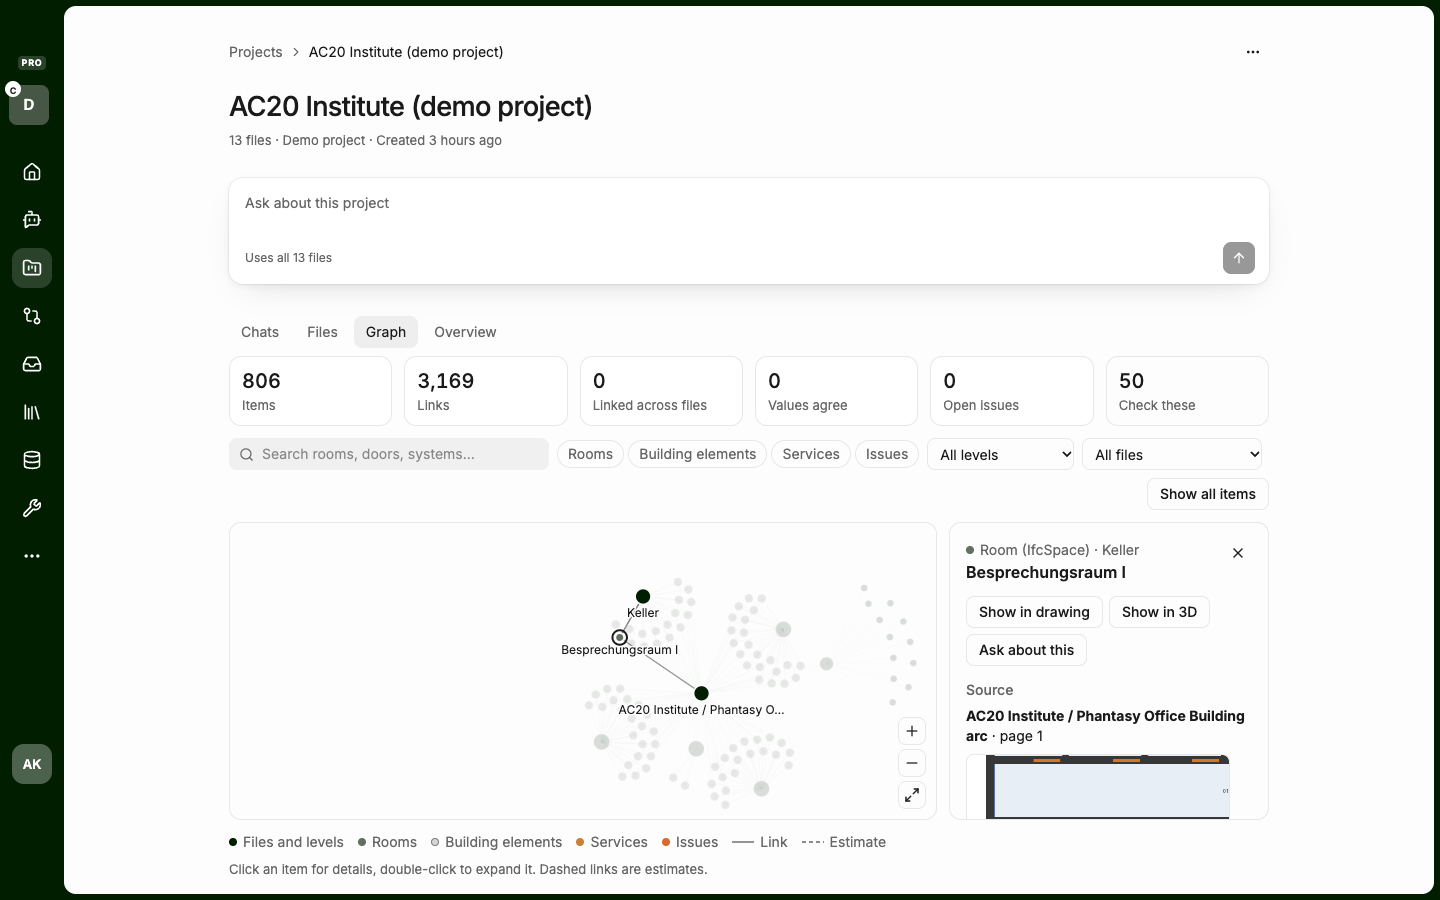 PRO
C
D
AK
Projects > AC20 Institute (demo project)
AC20 Institute (demo project)
13 files · Demo project · Created 3 hours ago
Ask about this project
Uses all 13 files
Chats Files Graph Overview
806 Items
3,169 Links
0 Linked across files
0 Values agree
0 Open issues
50 Check these
Search rooms, doors, systems...
Rooms Building elements Services Issues All levels All files
Show all items
Keller
Besprechungsraum I
AC20 Institute / Phantasy O...
Room (IfcSpace) · Keller
Besprechungsraum I
Show in drawing Show in 3D
Ask about this
Source
AC20 Institute / Phantasy Office Building
arc · page 1
Files and levels Rooms Building elements Services Issues Link Estimate
Click an item for details, double-click to expand it. Dashed links are estimates.